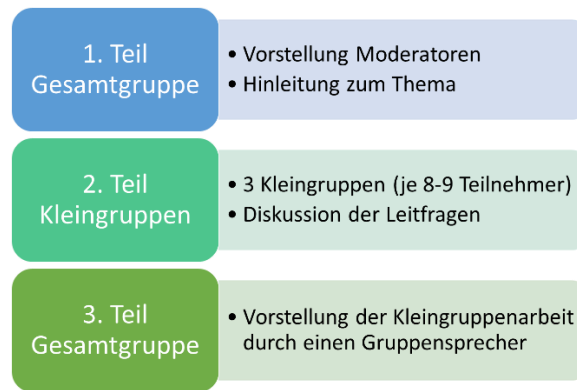 1. Teil
Gesamtgruppe
• Vorstellung Moderatoren
• Hinleitung zum Thema
2. Teil
Kleingruppen
• 3 Kleingruppen (je 8-9 Teilnehmer)
• Diskussion der Leitfragen
3. Teil
Gesamtgruppe
• Vorstellung der Kleingruppenarbeit
durch einen Gruppensprecher